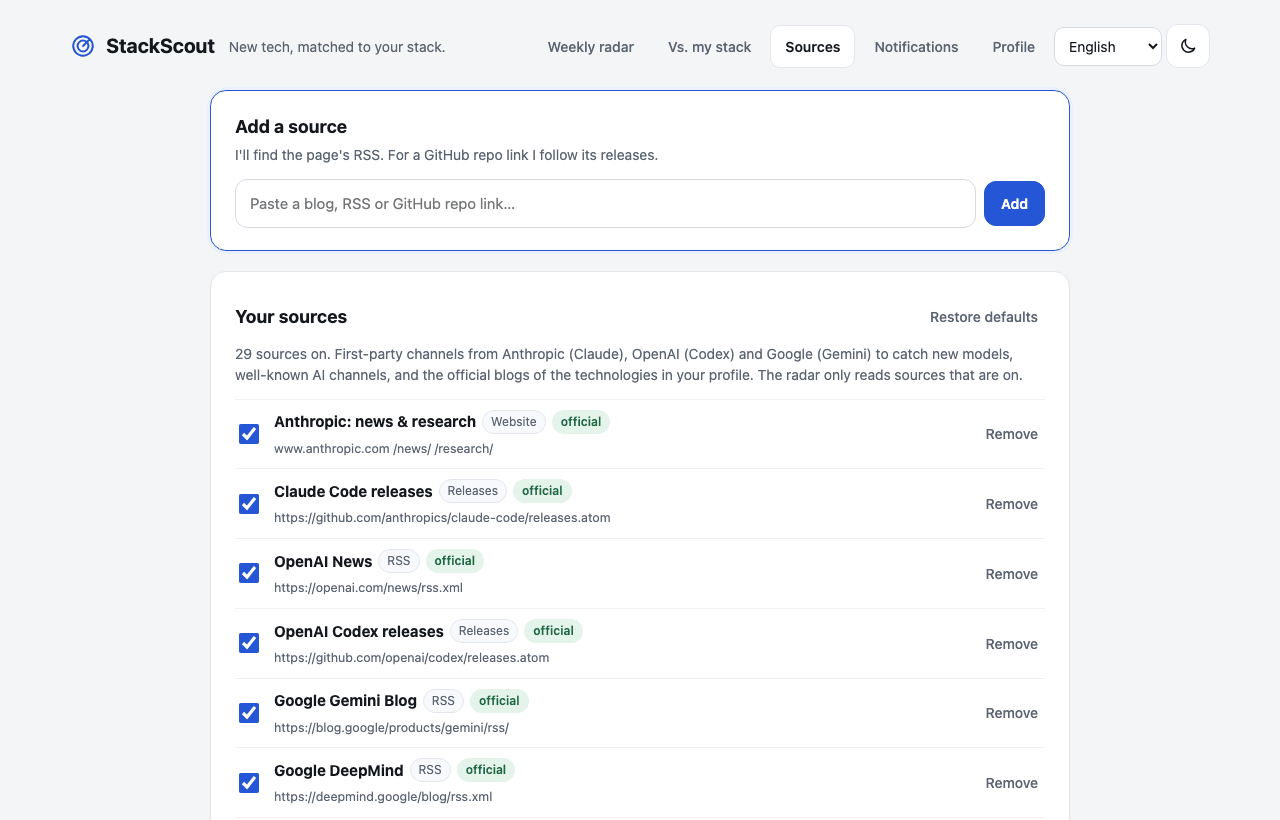 StackScout New tech, matched to your stack. Weekly radar Vs. my stack Sources Notifications Profile English
Add a source
I'll find the page's RSS. For a GitHub repo link I follow its releases.
Paste a blog, RSS or GitHub repo link... Add
Your sources Restore defaults
29 sources on. First-party channels from Anthropic (Claude), OpenAI (Codex) and Google (Gemini) to catch new models,
well-known AI channels, and the official blogs of the technologies in your profile. The radar only reads sources that are on.
Anthropic: news & research Website official
www.anthropic.com /news/ /research/ Remove
Claude Code releases Releases official
https://github.com/anthropics/claude-code/releases.atom Remove
OpenAI News RSS official
https://openai.com/news/rss.xml Remove
OpenAI Codex releases Releases official
https://github.com/openai/codex/releases.atom Remove
Google Gemini Blog RSS official
https://blog.google/products/gemini/rss/ Remove
Google DeepMind RSS official
https://deepmind.google/blog/rss.xml Remove